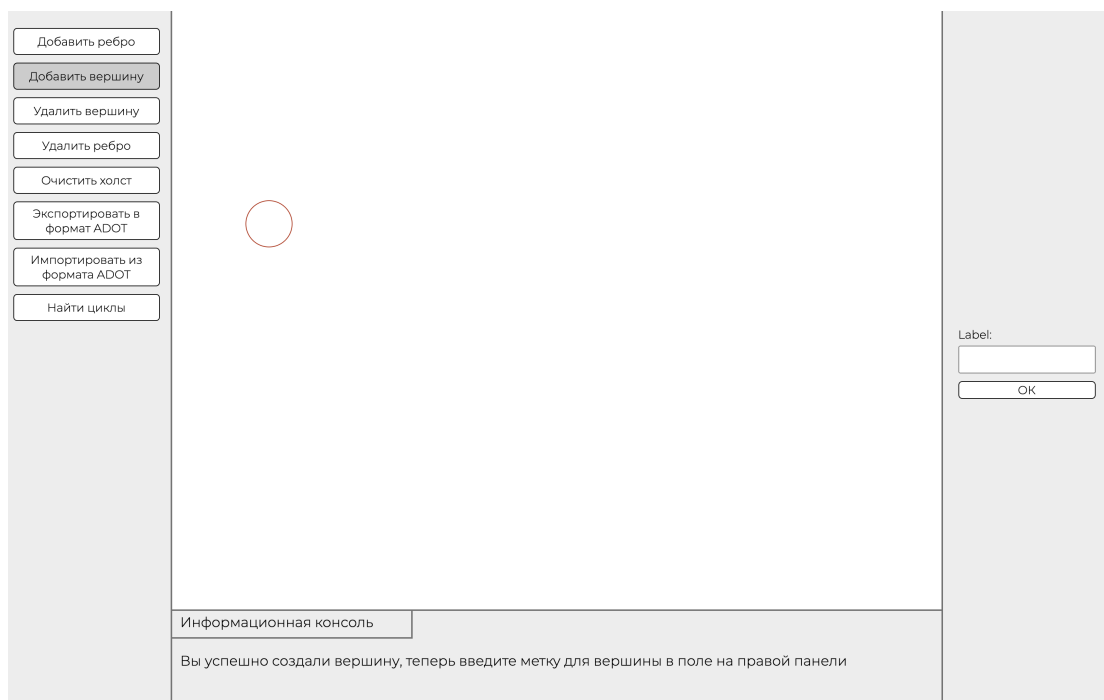 Добавить ребро
Добавить вершину
Удалить вершину
Удалить ребро
Очистить холст
Экспортировать в
формат ADOT
Импортировать из
формата ADOT
Найти циклы
Label:
ОК
Информационная консоль
Вы успешно создали вершину, теперь введите метку для вершины в поле на правой панели